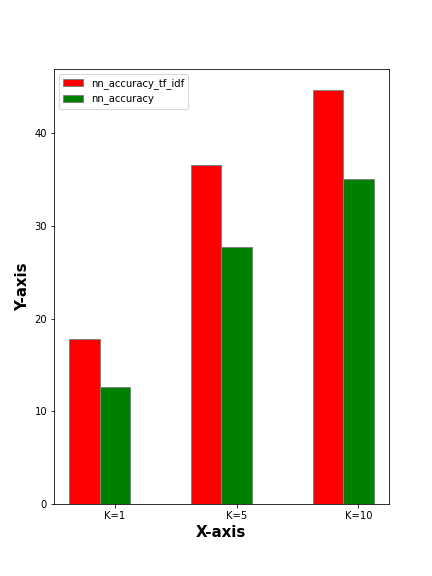 nn_accuracy_tf_idf
nn_accuracy
40
30
20
10
0
Y-axis
K=1 K=5 K=10
X-axis